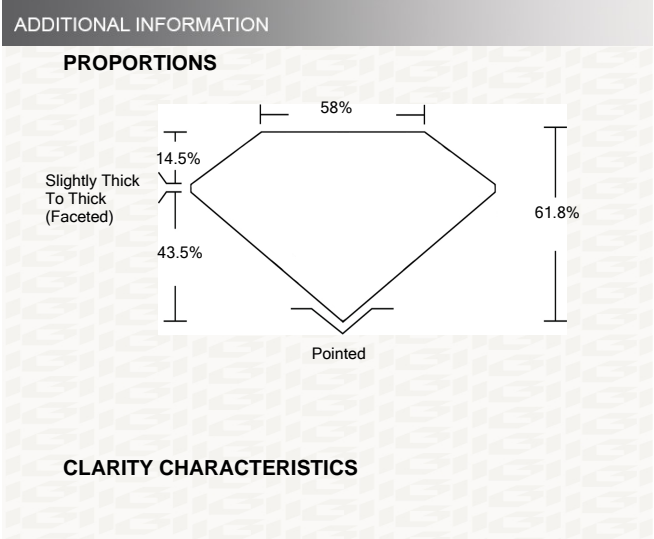 ADDITIONAL INFORMATION
PROPORTIONS
58%
14.5%
Slightly Thick
To Thick
(Faceted)
61.8%
43.5%
Pointed
CLARITY CHARACTERISTICS